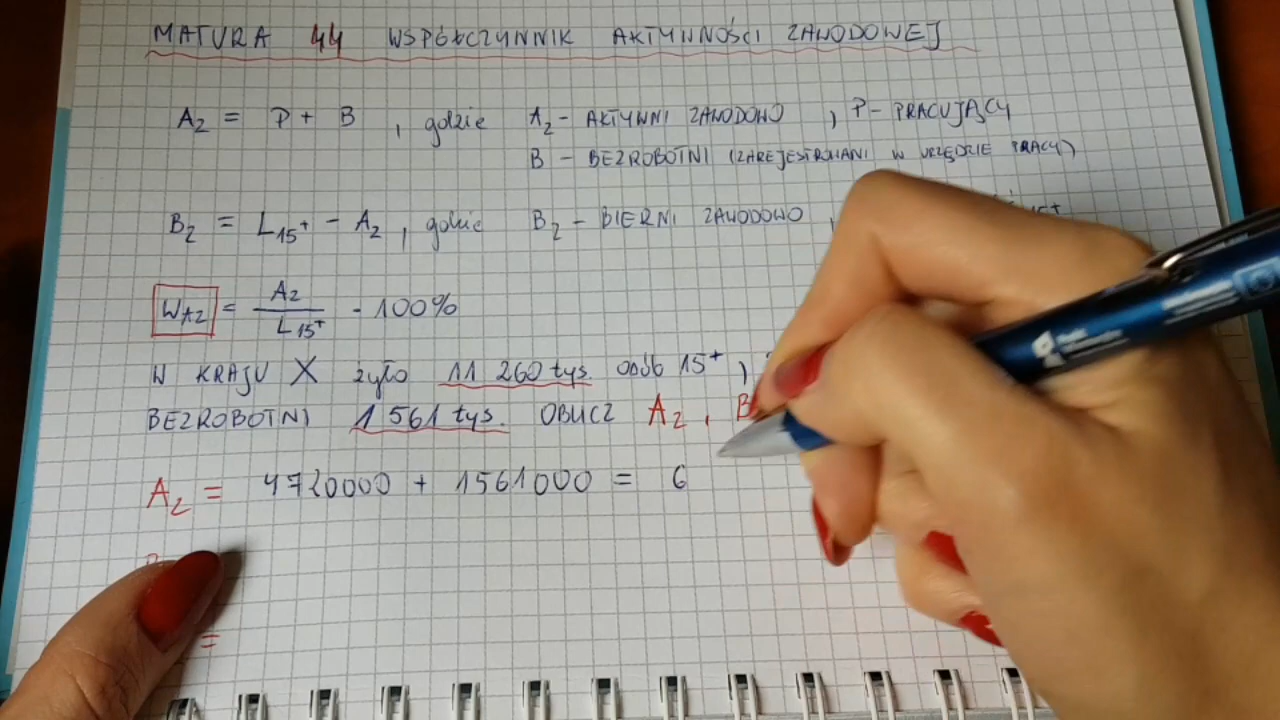 MATURA 44 WSPÓŁCZYNNIK AKTYWNOŚCI ZAWODOWEJ
AZ = P + B , gdzie AZ - AKTYWNI ZAWODOWO , P - PRACUJĄCY
B - BEZROBOTNI (ZAREJESTROWANI W URZĘDZIE PRACY)
BZ = L15+ - AZ , gdzie BZ - BIERNI ZAWODOWO ,
WAZ = AZ / L15+ · 100%
W KRAJU X żyło 11 260 tys. osób 15+ ,
BEZROBOTNI 1 561 tys. OBLICZ AZ , BZ
AZ = 4720000 + 1561000 = 6
=